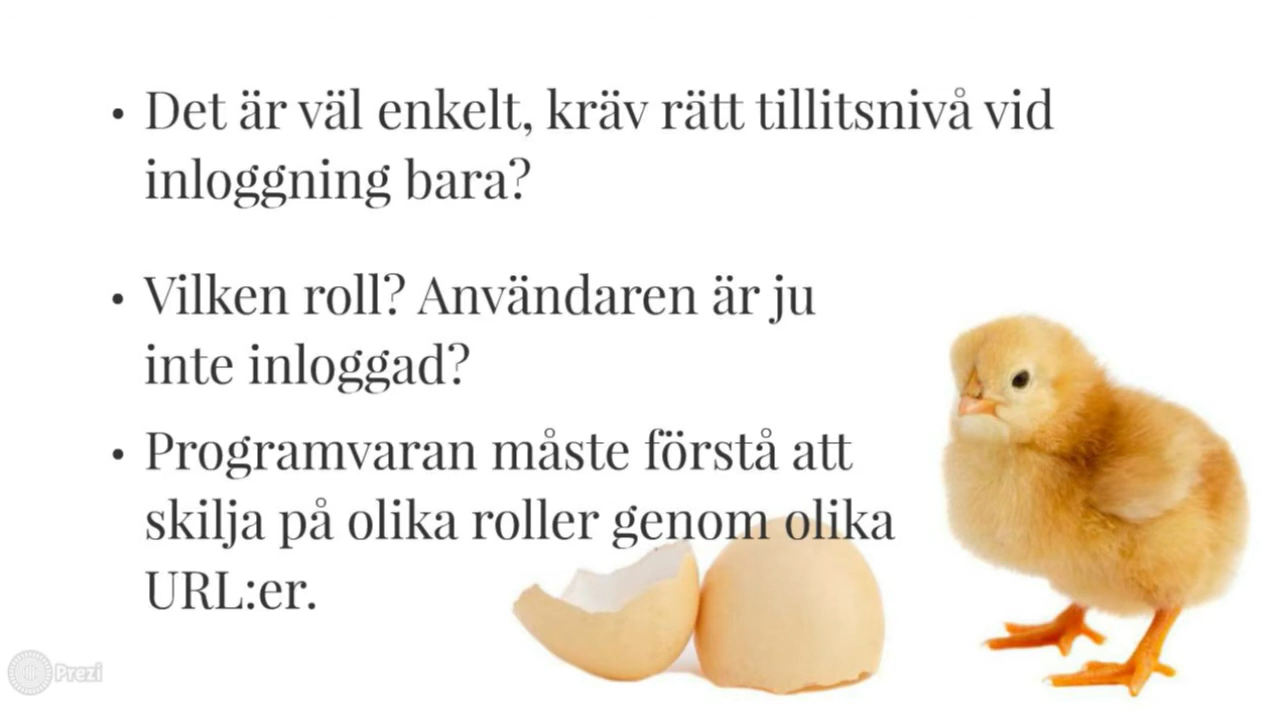 • Det är väl enkelt, kräv rätt tillitsnivå vid
inloggning bara?
• Vilken roll? Användaren är ju
inte inloggad?
• Programvaran måste förstå att
skilja på olika roller genom olika
URL:er.
Prezi